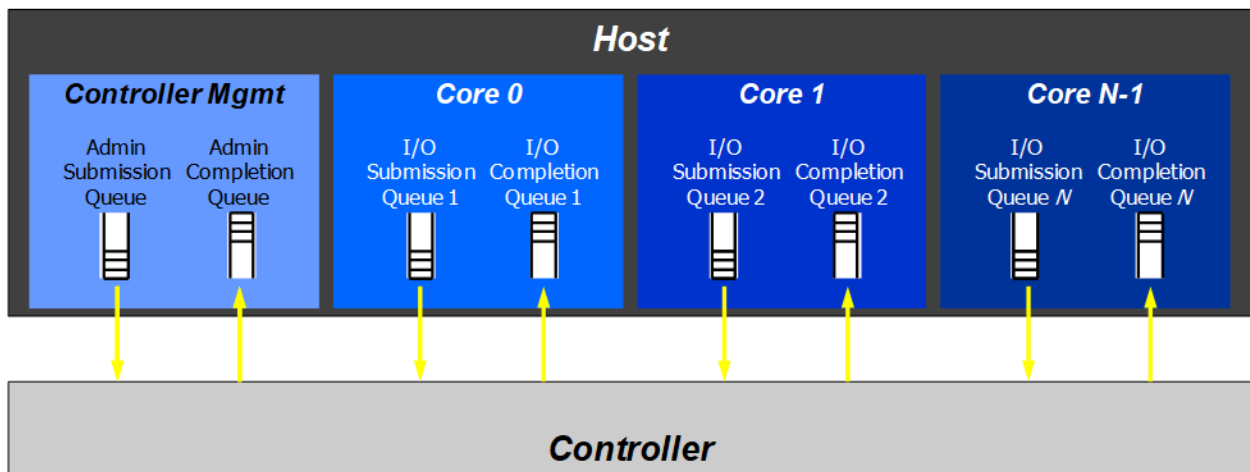 Host
Controller Mgmt
Admin Submission Queue
Admin Completion Queue
Core 0
I/O Submission Queue 1
I/O Completion Queue 1
Core 1
I/O Submission Queue 2
I/O Completion Queue 2
Core N-1
I/O Submission Queue N
I/O Completion Queue N
Controller